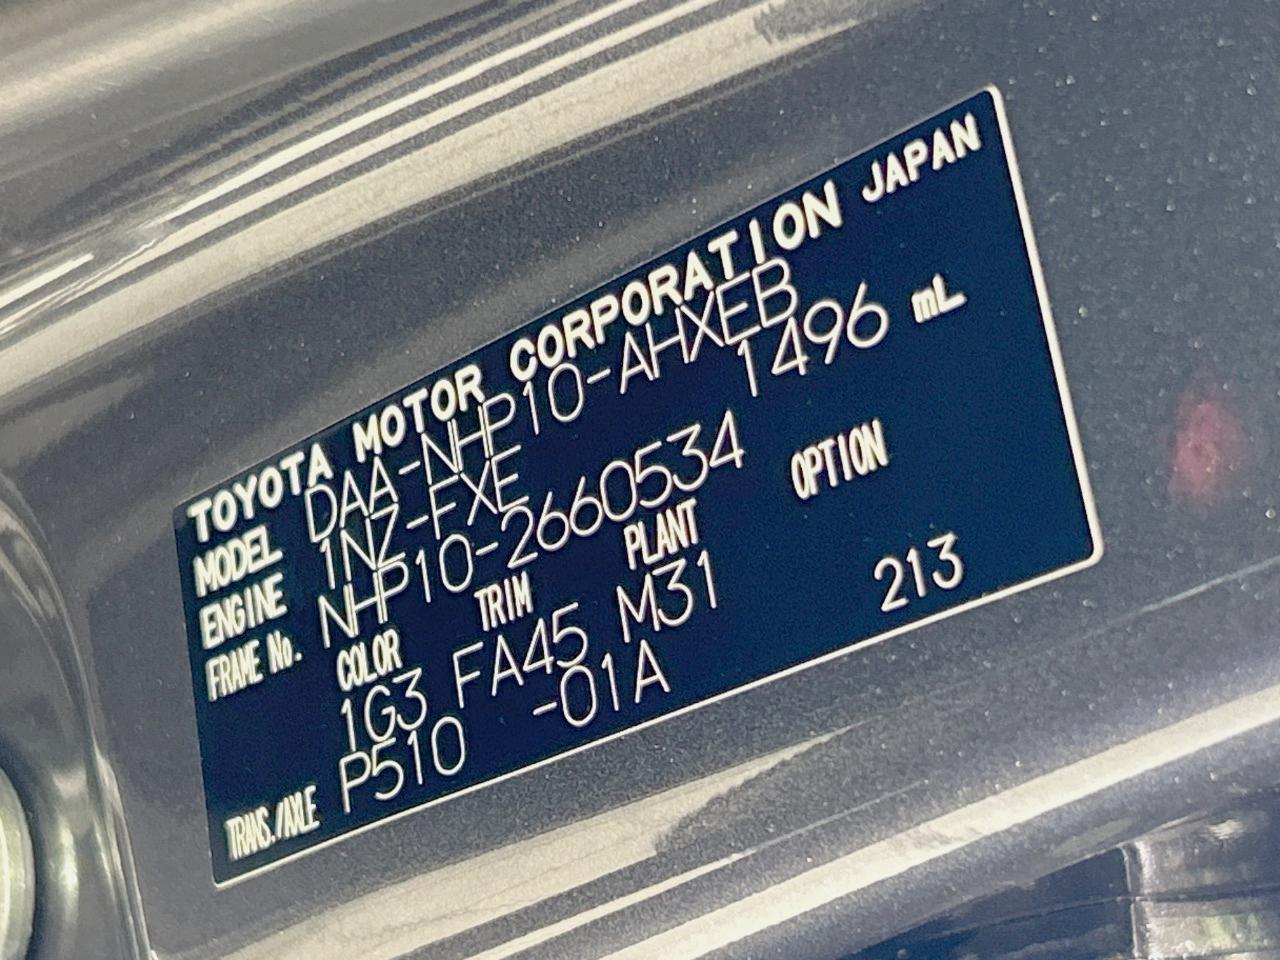 TOYOTA MOTOR CORPORATION JAPAN
MODEL DAA-NHP10-AHXEB
ENGINE 1NZ-FXE 1496 mL
FRAME No. NHP10-2660534
COLOR TRIM PLANT OPTION
1G3 FA45 M31
TRANS./AXLE P510 -01A 213